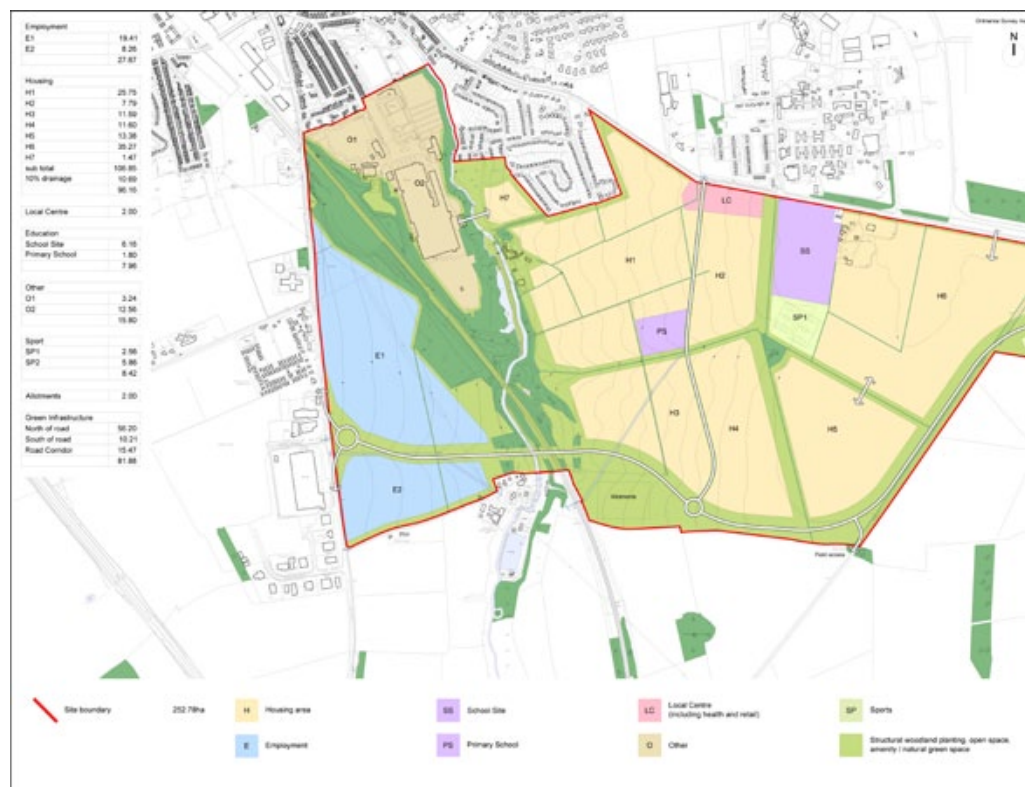 Employment
E1 19.41
E2 8.26
27.67
Housing
H1 25.75
H2 7.79
H3 11.59
H4 11.60
H5 13.38
H6 35.27
H7 1.47
sub total 106.85
10% drainage 10.69
96.16
Local Centre 2.00
Education
School Site 6.16
Primary School 1.80
7.96
Other
O1 3.24
O2 12.56
15.80
Sport
SP1 2.56
SP2 5.86
8.42
Allotments 2.00
Green Infrastructure
North of road 56.20
South of road 10.21
Road Corridor 15.47
81.88
Ordnance Survey
N
O1
O2
H7
LC
H1
H2
SS
H6
SP1
PS
E1
H3
H4
H5
E2
Allotments
Field access
Site boundary 252.78ha
H Housing area
SS School Site
LC Local Centre
(including health and retail)
SP Sports
E Employment
PS Primary School
O Other
Structural woodland planting, open space,
amenity / natural green space